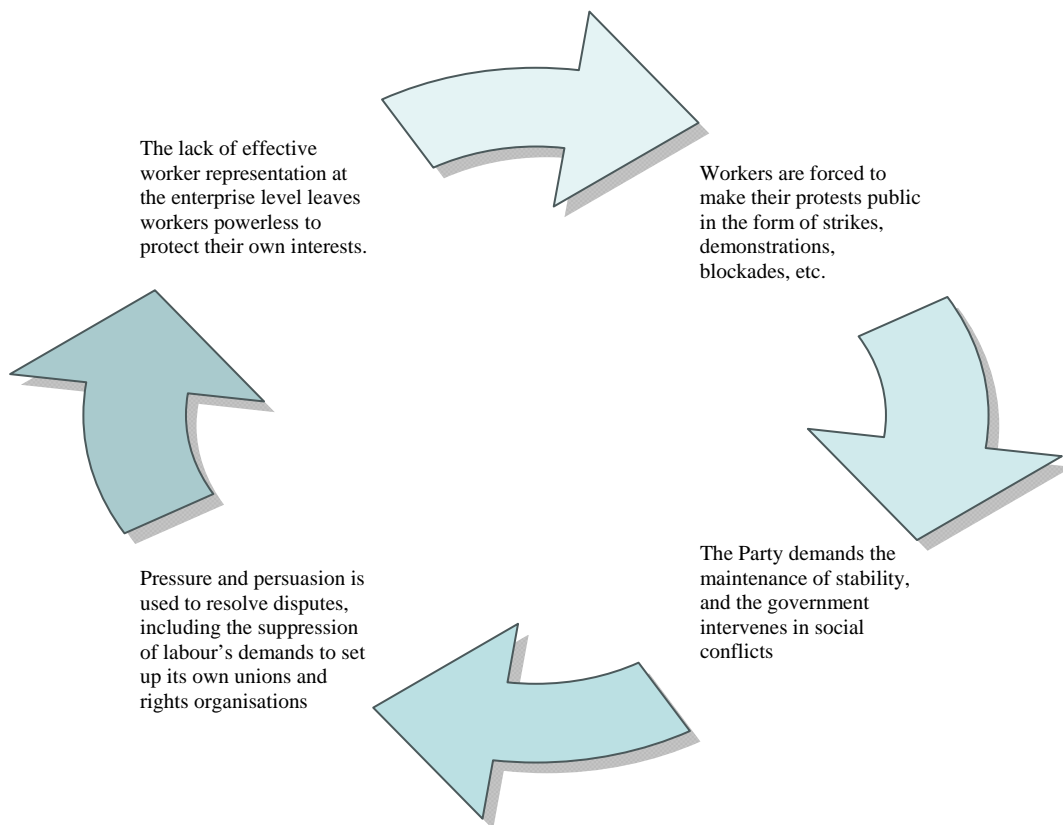 The lack of effective
worker representation at
the enterprise level leaves
workers powerless to
protect their own interests.
Workers are forced to
make their protests public
in the form of strikes,
demonstrations,
blockades, etc.
The Party demands the
maintenance of stability,
and the government
intervenes in social
conflicts
Pressure and persuasion is
used to resolve disputes,
including the suppression
of labour’s demands to set
up its own unions and
rights organisations